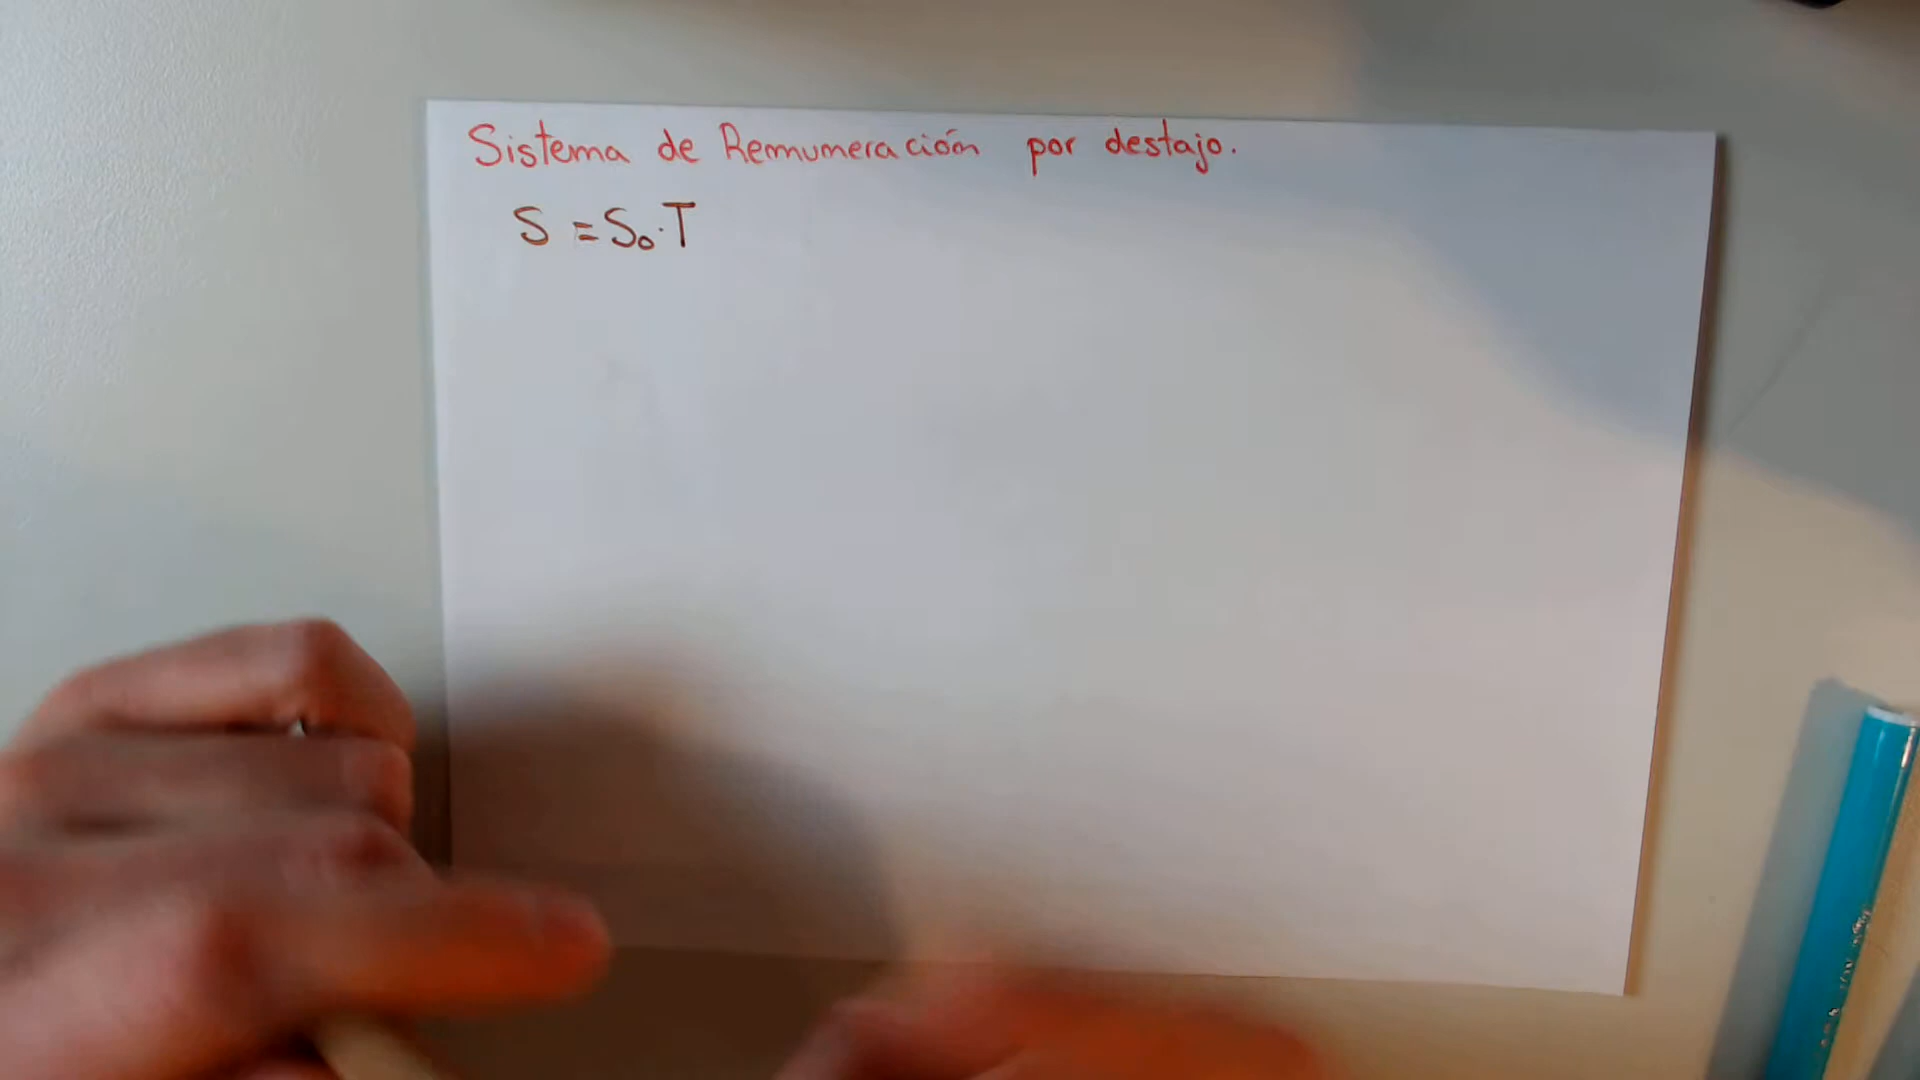 Sistema de Remuneración por destajo.
S = S₀·T